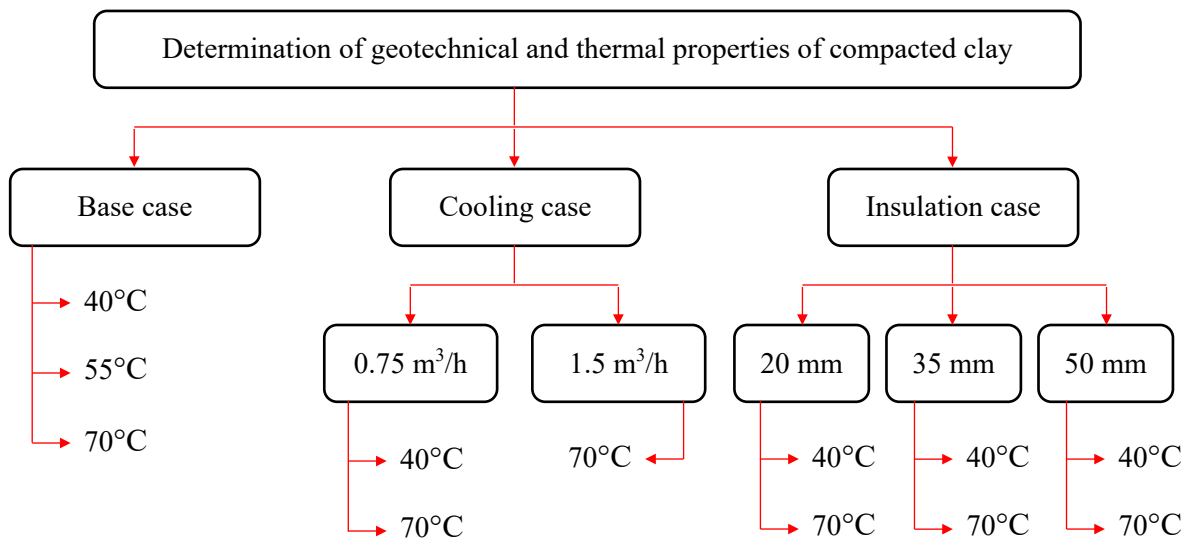 Determination of geotechnical and thermal properties of compacted clay
Base case
Cooling case
Insulation case
40°C
55°C
70°C
0.75 m³/h
1.5 m³/h
20 mm
35 mm
50 mm
40°C
70°C
70°C
40°C
70°C
40°C
70°C
40°C
70°C